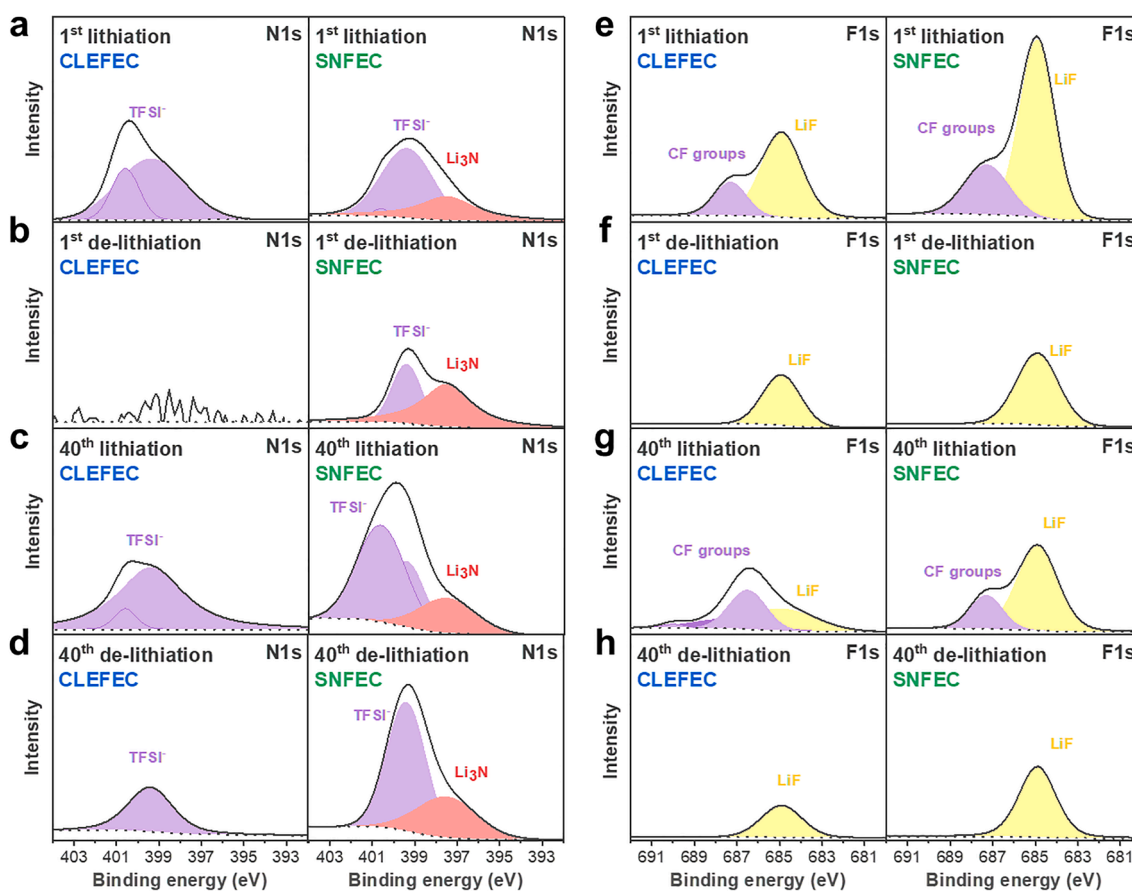 a
1st lithiation
N1s
CLEFEC
TFSI-
Intensity
1st lithiation
N1s
SNFEC
TFSI-
Li3N
b
1st de-lithiation
N1s
CLEFEC
Intensity
1st de-lithiation
N1s
SNFEC
TFSI-
Li3N
c
40th lithiation
N1s
CLEFEC
TFSI-
Intensity
40th lithiation
N1s
SNFEC
TFSI-
Li3N
d
40th de-lithiation
N1s
CLEFEC
TFSI-
Intensity
40th de-lithiation
N1s
SNFEC
TFSI-
Li3N
403 401 399 397 395 393
403 401 399 397 395 393
Binding energy (eV)
Binding energy (eV)
e
1st lithiation
F1s
CLEFEC
LiF
CF groups
Intensity
1st lithiation
F1s
SNFEC
LiF
CF groups
f
1st de-lithiation
F1s
CLEFEC
LiF
Intensity
1st de-lithiation
F1s
SNFEC
LiF
g
40th lithiation
F1s
CLEFEC
CF groups
LiF
Intensity
40th lithiation
F1s
SNFEC
LiF
CF groups
h
40th de-lithiation
F1s
CLEFEC
LiF
Intensity
40th de-lithiation
F1s
SNFEC
LiF
691 689 687 685 683 681
691 689 687 685 683 681
Binding energy (eV)
Binding energy (eV)